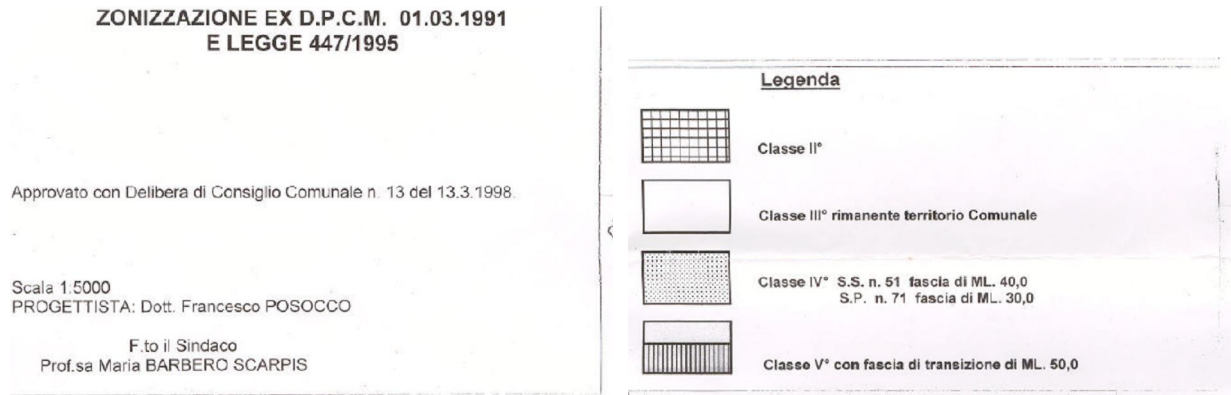 ZONIZZAZIONE EX D.P.C.M. 01.03.1991
E LEGGE 447/1995
Approvato con Delibera di Consiglio Comunale n. 13 del 13.3.1998.
Scala 1:5000
PROGETTISTA: Dott. Francesco POSOCCO
F.to il Sindaco
Prof.sa Maria BARBERO SCARPIS
Legenda
Classe II°
Classe III° rimanente territorio Comunale
Classe IV° S.S. n. 51 fascia di ML. 40,0
S.P. n. 71 fascia di ML. 30,0
Classe V° con fascia di transizione di ML. 50,0